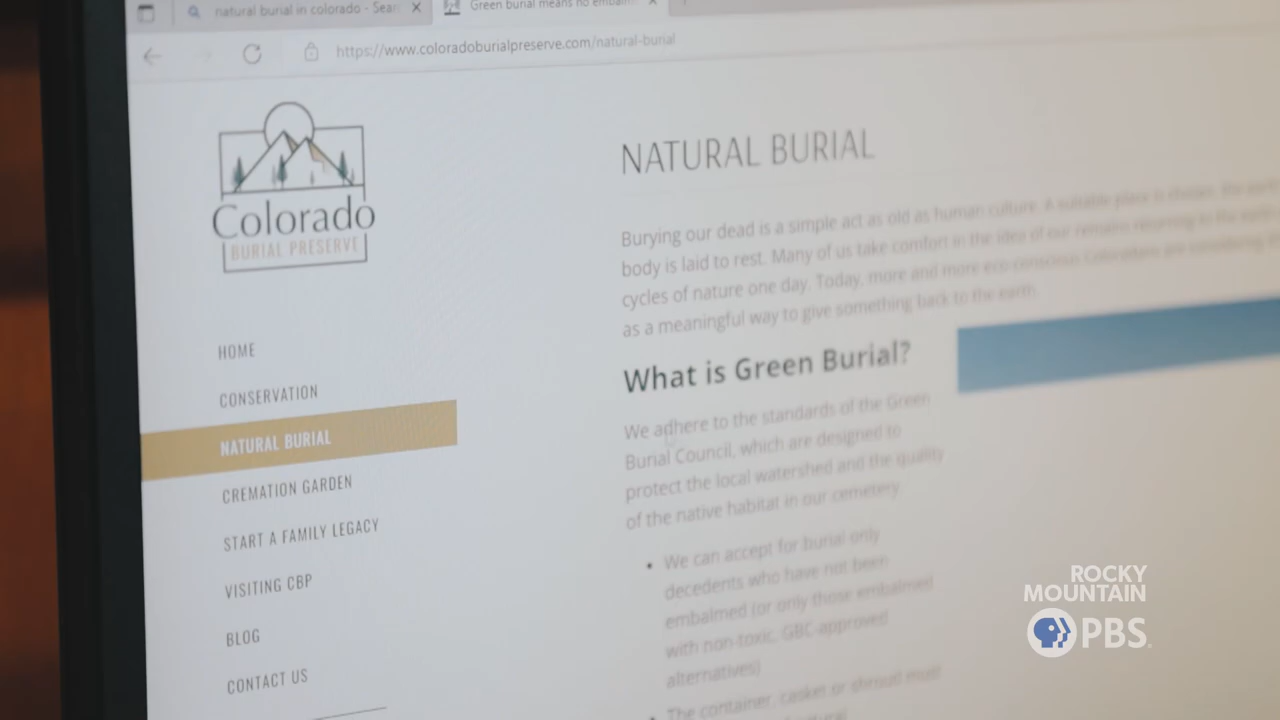 natural burial in colorado - Sear
Green burial means no embalm
https://www.coloradoburialpreserve.com/natural-burial
Colorado
BURIAL PRESERVE
HOME
CONSERVATION
NATURAL BURIAL
CREMATION GARDEN
START A FAMILY LEGACY
VISITING CBP
BLOG
CONTACT US
NATURAL BURIAL
Burying our dead is a simple act as old as human culture. A suitable place is chosen. The
body is laid to rest. Many of us take comfort in the idea of our remains returning to the
cycles of nature one day. Today, more and more eco-conscious Coloradans are considering
as a meaningful way to give something back to the earth.
What is Green Burial?
We adhere to the standards of the Green
Burial Council, which are designed to
protect the local watershed and the quality
of the native habitat in our cemetery.
• We can accept for burial only
decedents who have not been
embalmed (or only those embalmed
with non-toxic, GBC-approved
alternatives)
• The container, casket or shroud must
natural
ROCKY
MOUNTAIN
PBS